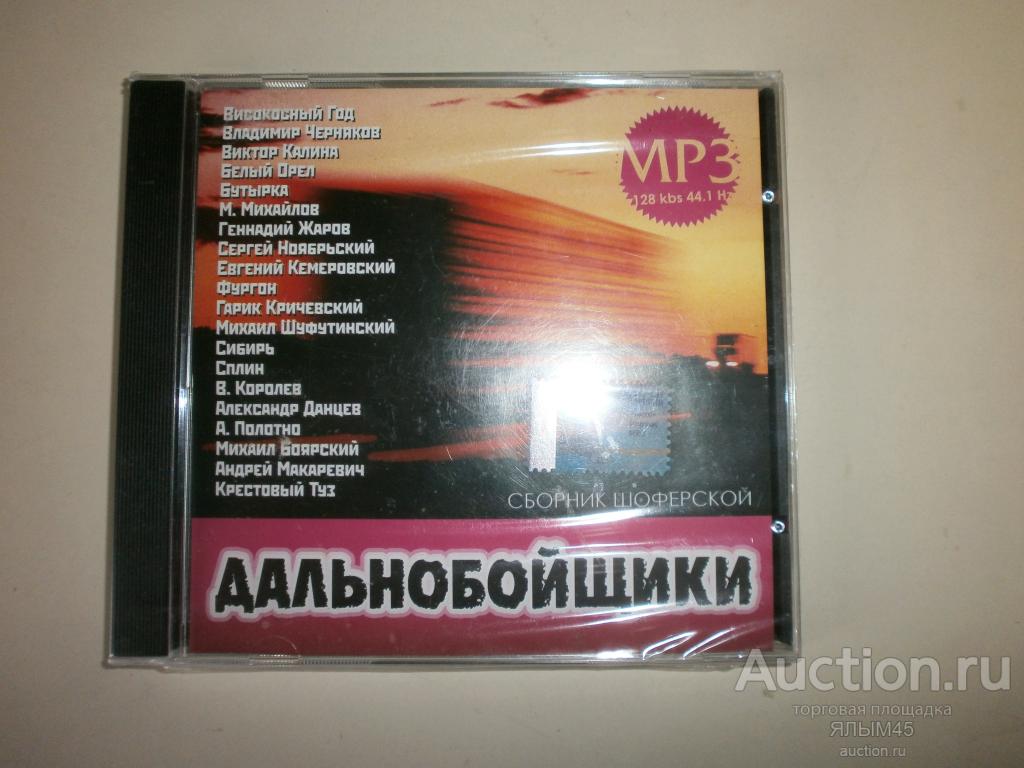 Високосный Год
Владимир Черняков
Виктор Калина
Белый Орел
Бутырка
М. Михайлов
Геннадий Жаров
Сергей Ноябрьский
Евгений Кемеровский
Фургон
Гарик Кричевский
Михаил Шуфутинский
Сибирь
Сплин
В. Королев
Александр Данцев
А. Полотно
Михаил Боярский
Андрей Макаревич
Крестовый Туз
MP3
128 kbs 44.1 H
СБОРНИК ШОФЕРСКОЙ
ДАЛЬНОБОЙЩИКИ
Auction.ru
торговая площадка
ЯЛЫМ45
auction.ru